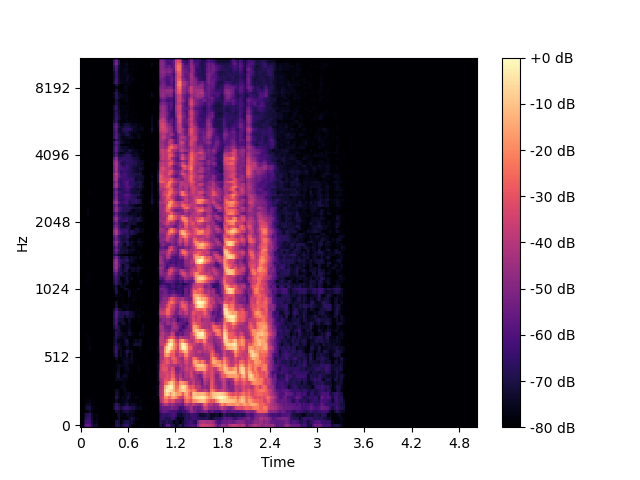 +0 dB
8192
-10 dB
4096
-20 dB
-30 dB
2048
Hz
-40 dB
1024
-50 dB
-60 dB
512
-70 dB
0
-80 dB
0 0.6 1.2 1.8 2.4 3 3.6 4.2 4.8
Time